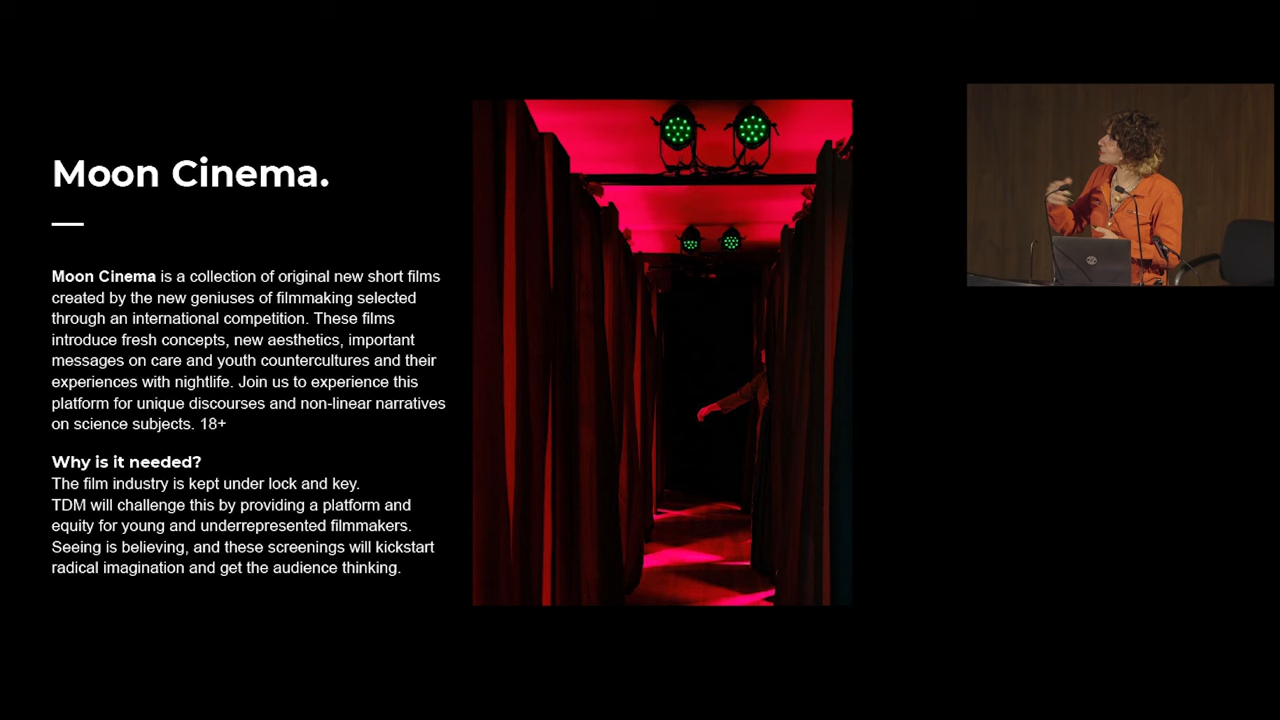 Moon Cinema.
Moon Cinema is a collection of original new short films
created by the new geniuses of filmmaking selected
through an international competition. These films
introduce fresh concepts, new aesthetics, important
messages on care and youth countercultures and their
experiences with nightlife. Join us to experience this
platform for unique discourses and non-linear narratives
on science subjects. 18+
Why is it needed?
The film industry is kept under lock and key.
TDM will challenge this by providing a platform and
equity for young and underrepresented filmmakers.
Seeing is believing, and these screenings will kickstart
radical imagination and get the audience thinking.